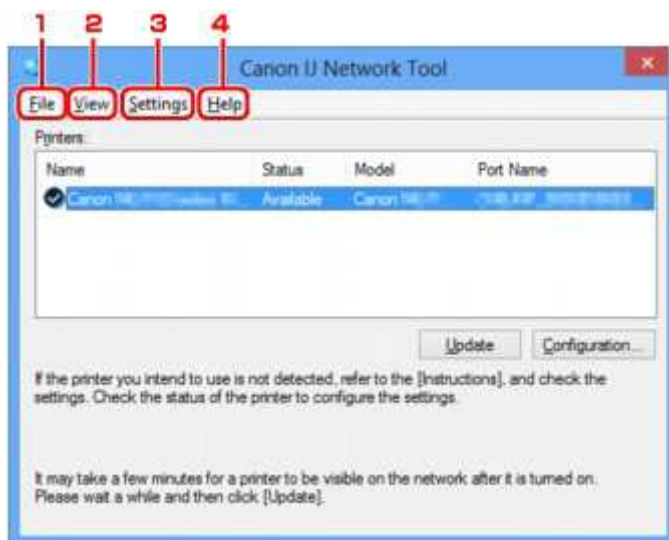 1 2 3 4
Canon IJ Network Tool
File View Settings Help
Printers:
Name Status Model Port Name
Canon Available Canon
Update Configuration...
If the printer you intend to use is not detected, refer to the [Instructions], and check the
settings. Check the status of the printer to configure the settings.
It may take a few minutes for a printer to be visible on the network after it is turned on.
Please wait a while and then click [Update].